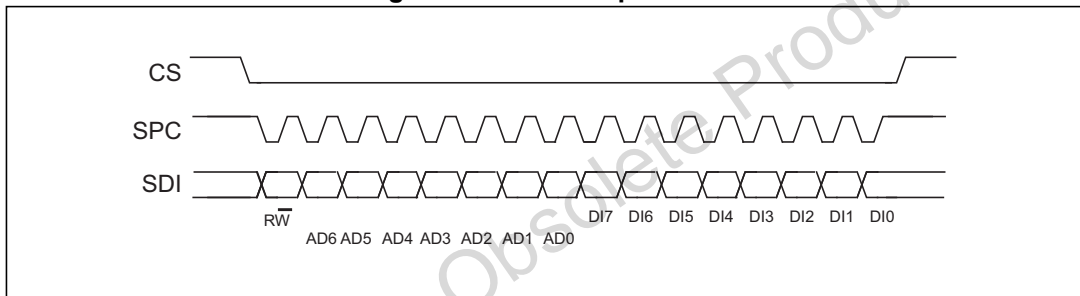 CS
SPC
SDI
RW̅
DI7 DI6 DI5 DI4 DI3 DI2 DI1 DI0
AD6 AD5 AD4 AD3 AD2 AD1 AD0
Obsolete